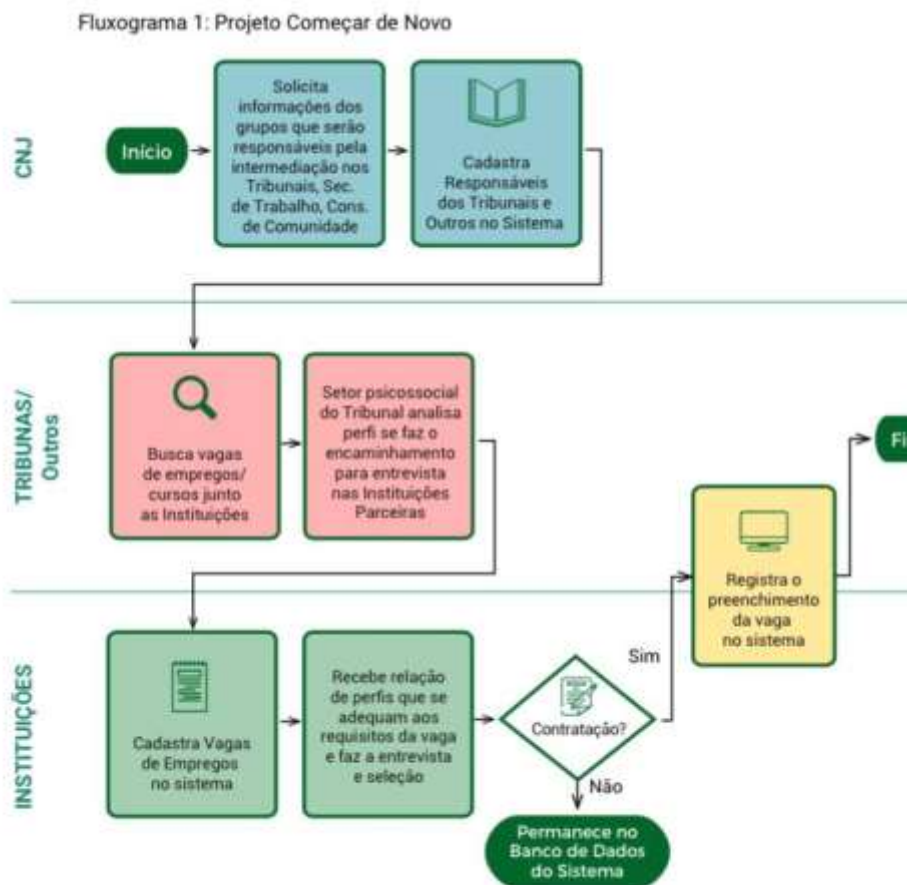 Fluxograma 1: Projeto Começar de Novo
CNJ
Início
Solicita
informações dos
grupos que serão
responsáveis pela
intermediação nos
Tribunais, Sec.
de Trabalho, Cons.
de Comunidade
Cadastra
Responsáveis
dos Tribunais e
Outros no Sistema
TRIBUNAS/
Outros
Busca vagas
de empregos/
cursos junto
as Instituições
Setor psicossocial
do Tribunal analisa
perfi se faz o
encaminhamento
para entrevista
nas Instituições
Parceiras
Registra o
preenchimento
da vaga
no sistema
Fi
INSTITUIÇÕES
Cadastra Vagas
de Empregos
no sistema
Recebe relação
de perfis que se
adequam aos
requisitos da vaga
e faz a entrevista
e seleção
Contratação?
Sim
Não
Permanece no
Banco de Dados
do Sistema